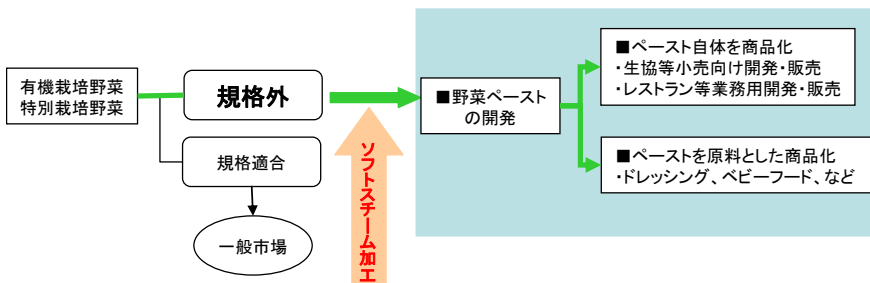 有機栽培野菜
特別栽培野菜
規格外
規格適合
一般市場
ソフトスチーム加工
■野菜ペースト
の開発
■ペースト自体を商品化
・生協等小売向け開発・販売
・レストラン等業務用開発・販売
■ペーストを原料とした商品化
・ドレッシング、ベビーフード、など